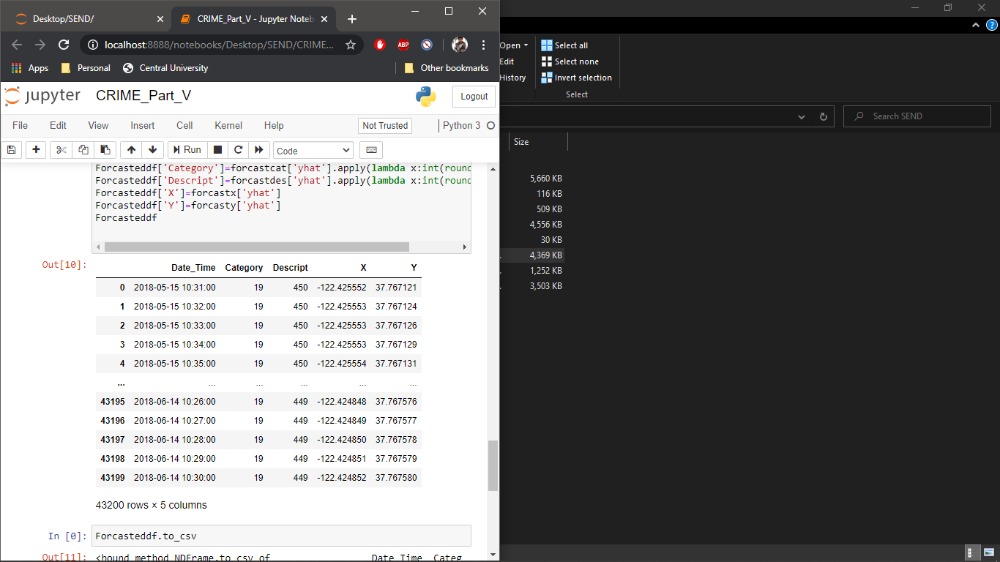 Desktop/SEND/
CRIME_Part_V - Jupyter Noteb
localhost:8888/notebooks/Desktop/SEND/CRIME...
ABP
Apps Personal Central University Other bookmarks
jupyter CRIME_Part_V Logout
File Edit View Insert Cell Kernel Help Not Trusted Python 3 O
Run Code
Forcasteddf['Category']=forcastcat['yhat'].apply(lambda x:int(round
Forcasteddf['Descript']=forcastdes['yhat'].apply(lambda x:int(round
Forcasteddf['X']=forcastx['yhat']
Forcasteddf['Y']=forcasty['yhat']
Forcasteddf
Out[10]:
Date_Time Category Descript X Y
0 2018-05-15 10:31:00 19 450 -122.425552 37.767121
1 2018-05-15 10:32:00 19 450 -122.425553 37.767124
2 2018-05-15 10:33:00 19 450 -122.425553 37.767126
3 2018-05-15 10:34:00 19 450 -122.425553 37.767129
4 2018-05-15 10:35:00 19 450 -122.425554 37.767131
... ... ... ... ... ...
43195 2018-06-14 10:26:00 19 449 -122.424848 37.767576
43196 2018-06-14 10:27:00 19 449 -122.424849 37.767577
43197 2018-06-14 10:28:00 19 449 -122.424850 37.767578
43198 2018-06-14 10:29:00 19 449 -122.424851 37.767579
43199 2018-06-14 10:30:00 19 449 -122.424852 37.767580
43200 rows × 5 columns
In [0]: Forcasteddf.to_csv
Out[11]: <bound method NDFrame.to_csv of Date_Time Categ
Open Select all
Edit Select none
History Invert selection
Select
Search SEND
Size
5,660 KB
116 KB
509 KB
4,556 KB
30 KB
4,369 KB
1,252 KB
3,503 KB